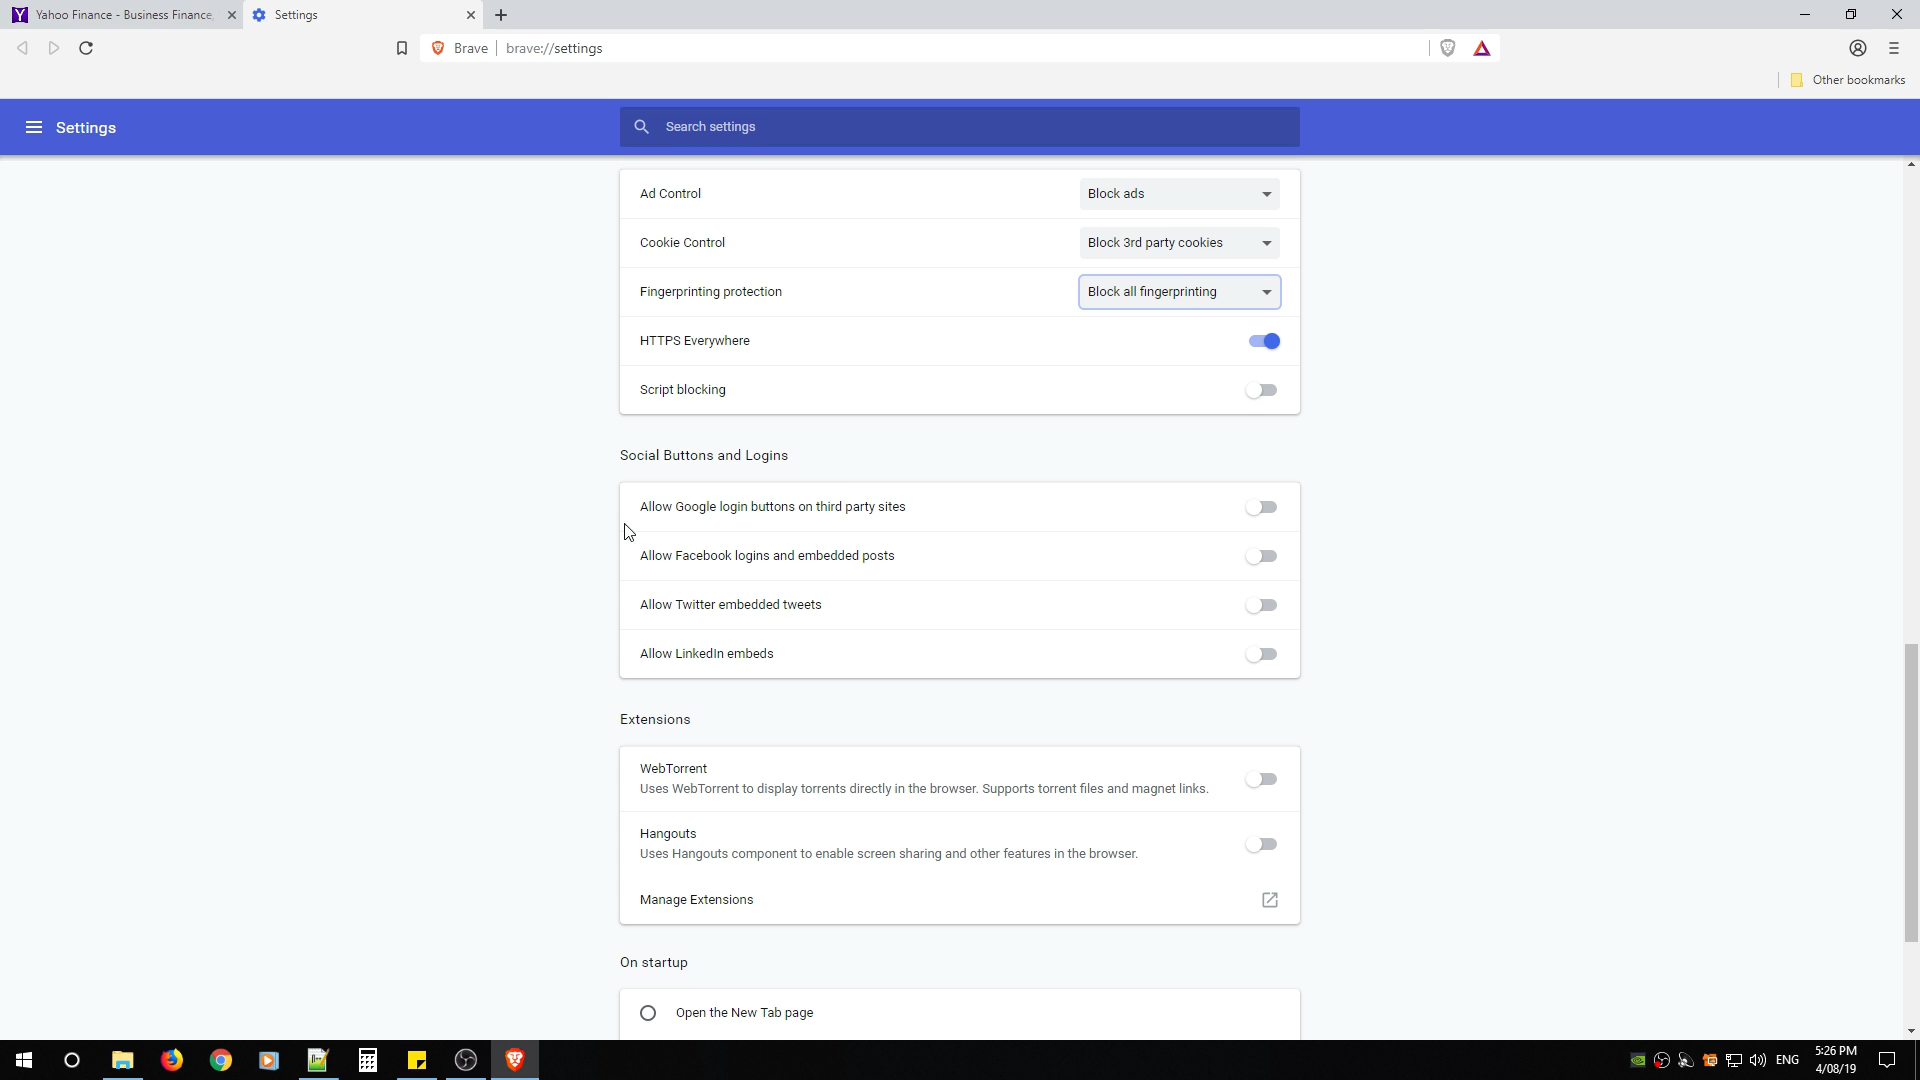 Yahoo Finance - Business Finance,
Settings
Brave
brave://settings
Other bookmarks
Settings
Search settings
Ad Control
Block ads
Cookie Control
Block 3rd party cookies
Fingerprinting protection
Block all fingerprinting
HTTPS Everywhere
Script blocking
Social Buttons and Logins
Allow Google login buttons on third party sites
Allow Facebook logins and embedded posts
Allow Twitter embedded tweets
Allow LinkedIn embeds
Extensions
WebTorrent
Uses WebTorrent to display torrents directly in the browser. Supports torrent files and magnet links.
Hangouts
Uses Hangouts component to enable screen sharing and other features in the browser.
Manage Extensions
On startup
Open the New Tab page
ENG
5:26 PM
4/08/19